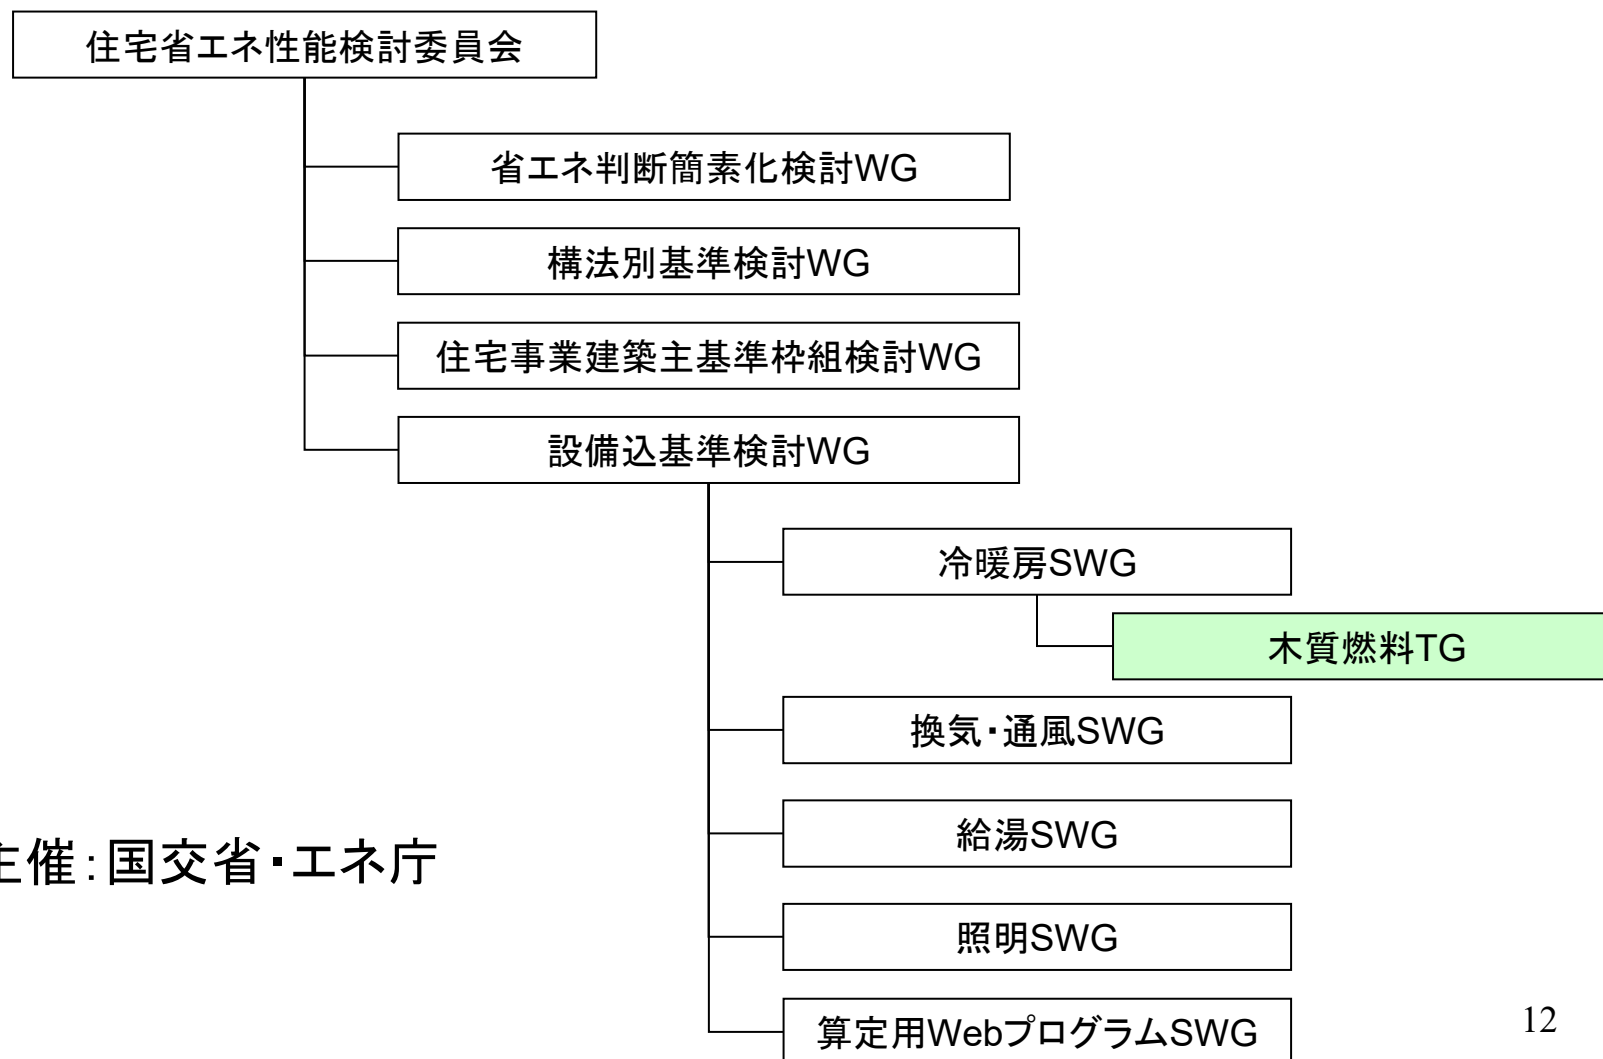 住宅省エネ性能検討委員会
省エネ判断簡素化検討WG
構法別基準検討WG
住宅事業建築主基準枠組検討WG
設備込基準検討WG
冷暖房SWG
木質燃料TG
換気・通風SWG
給湯SWG
主催：国交省・エネ庁
照明SWG
算定用WebプログラムSWG
12